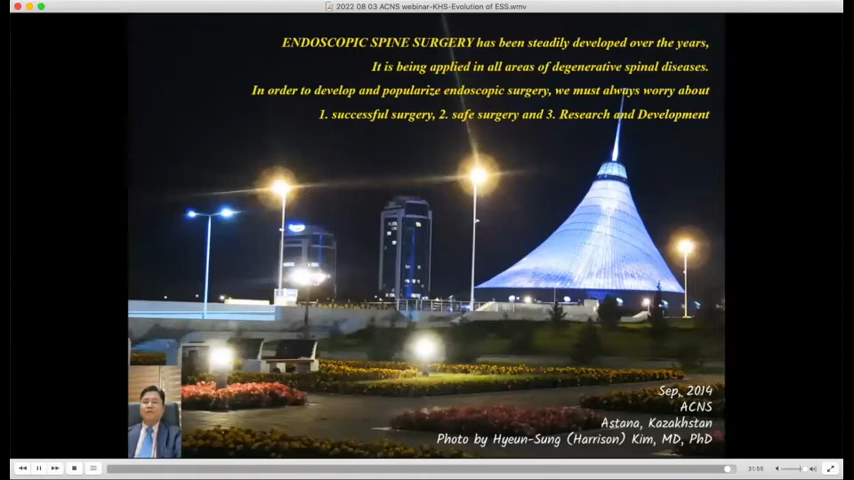 2022 08 03 ACNS webinar-KHS-Evolution of ESS.wmv
ENDOSCOPIC SPINE SURGERY has been steadily developed over the years,
It is being applied in all areas of degenerative spinal diseases.
In order to develop and popularize endoscopic surgery, we must always worry about
1. successful surgery, 2. safe surgery and 3. Research and Development
Sep, 2014
ACNS
Astana, Kazakhstan
Photo by Hyeun-Sung (Harrison) Kim, MD, PhD
31:55